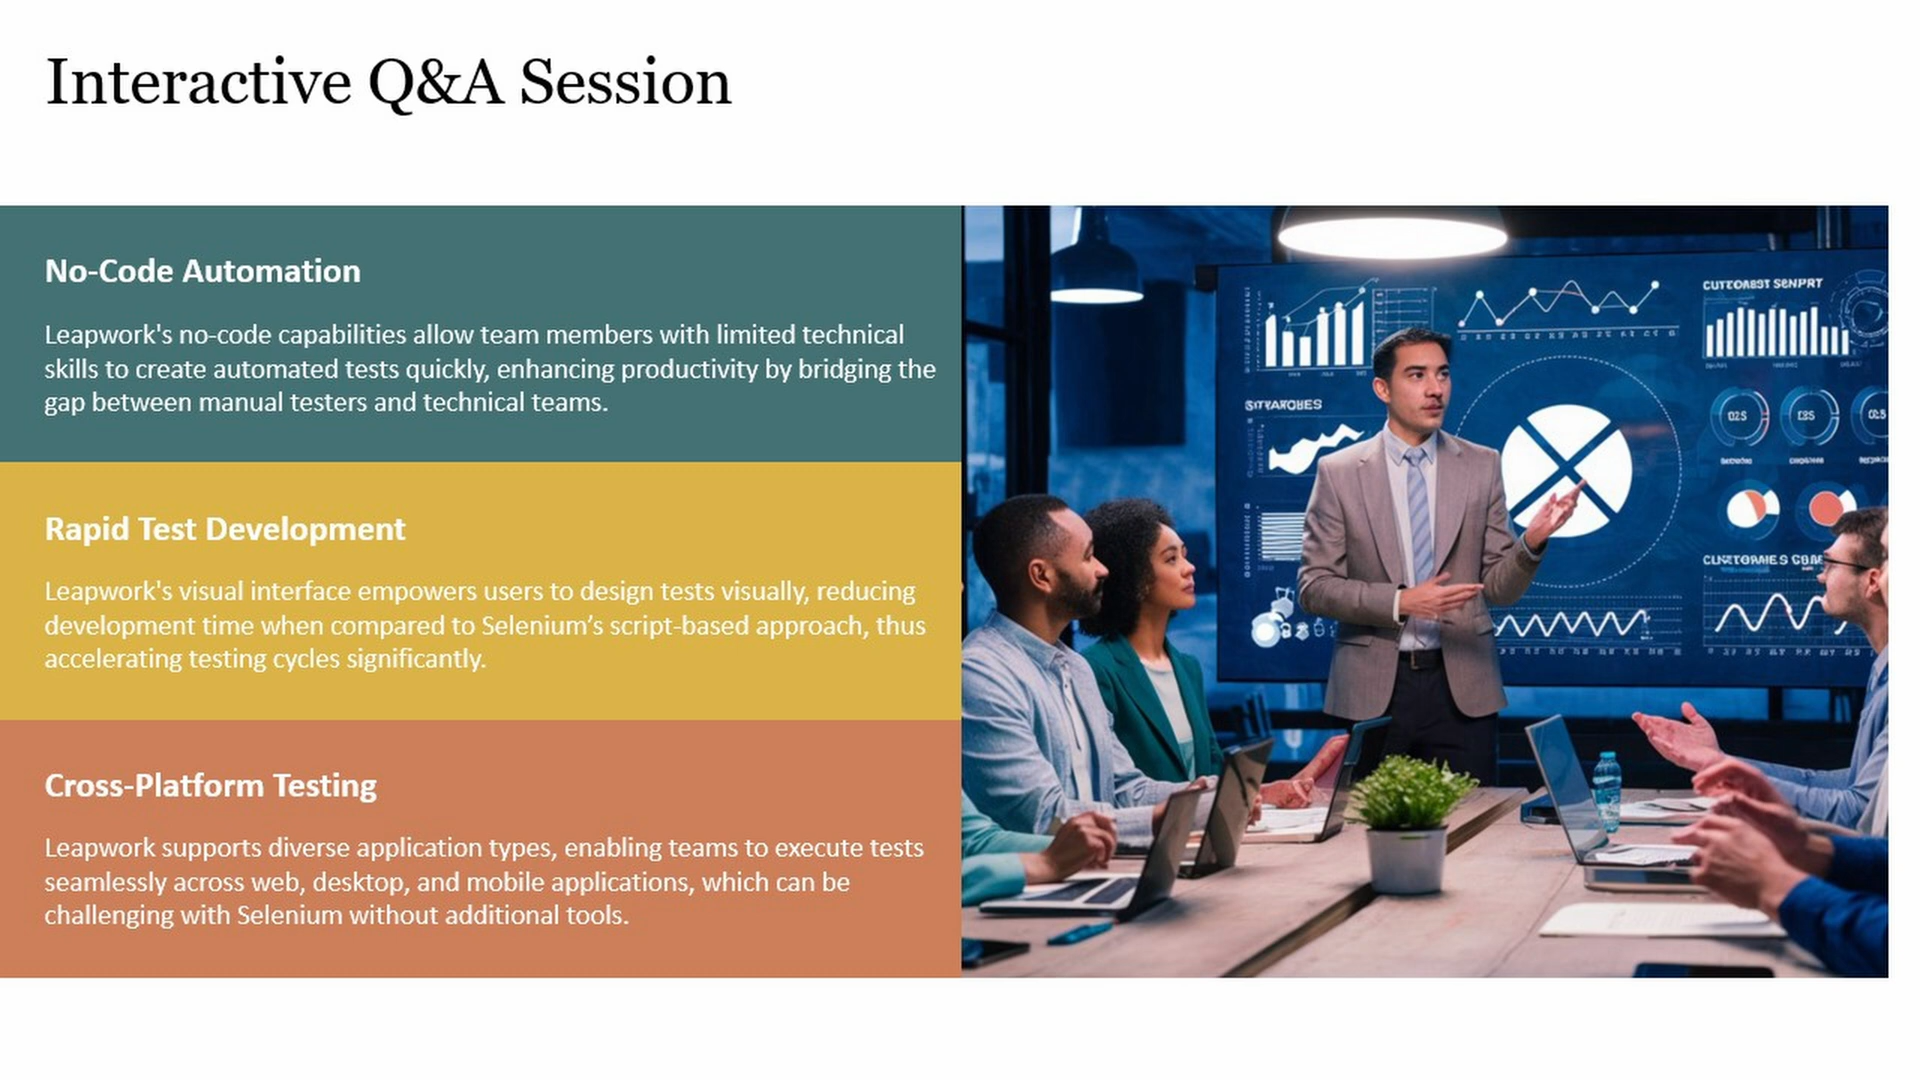 Interactive Q&A Session
No-Code Automation
Leapwork's no-code capabilities allow team members with limited technical
skills to create automated tests quickly, enhancing productivity by bridging the
gap between manual testers and technical teams.
Rapid Test Development
Leapwork's visual interface empowers users to design tests visually, reducing
development time when compared to Selenium’s script-based approach, thus
accelerating testing cycles significantly.
Cross-Platform Testing
Leapwork supports diverse application types, enabling teams to execute tests
seamlessly across web, desktop, and mobile applications, which can be
challenging with Selenium without additional tools.